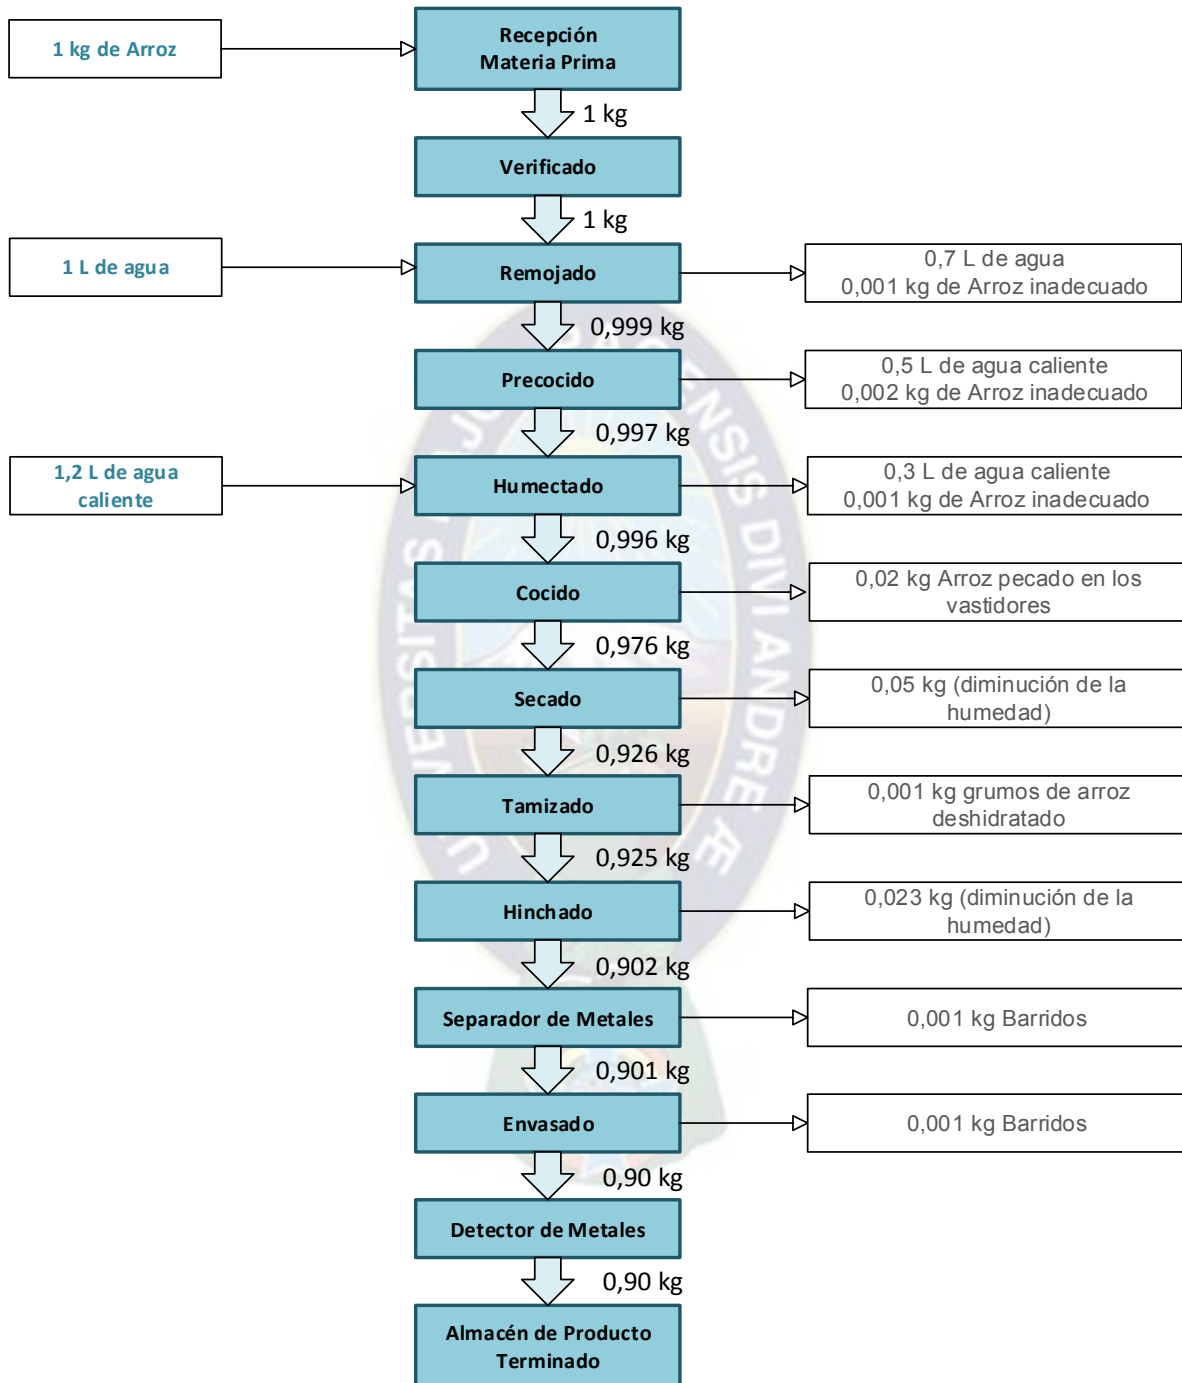 1 kg de Arroz
Recepción
Materia Prima
1 kg
Verificado
1 kg
1 L de agua
Remojado
0,7 L de agua
0,001 kg de Arroz inadecuado
0,999 kg
Precocido
0,5 L de agua caliente
0,002 kg de Arroz inadecuado
0,997 kg
1,2 L de agua
caliente
Humectado
0,3 L de agua caliente
0,001 kg de Arroz inadecuado
0,996 kg
Cocido
0,02 kg Arroz pecado en los
vastidores
0,976 kg
Secado
0,05 kg (diminución de la
humedad)
0,926 kg
Tamizado
0,001 kg grumos de arroz
deshidratado
0,925 kg
Hinchado
0,023 kg (diminución de la
humedad)
0,902 kg
Separador de Metales
0,001 kg Barridos
0,901 kg
Envasado
0,001 kg Barridos
0,90 kg
Detector de Metales
0,90 kg
Almacén de Producto
Terminado